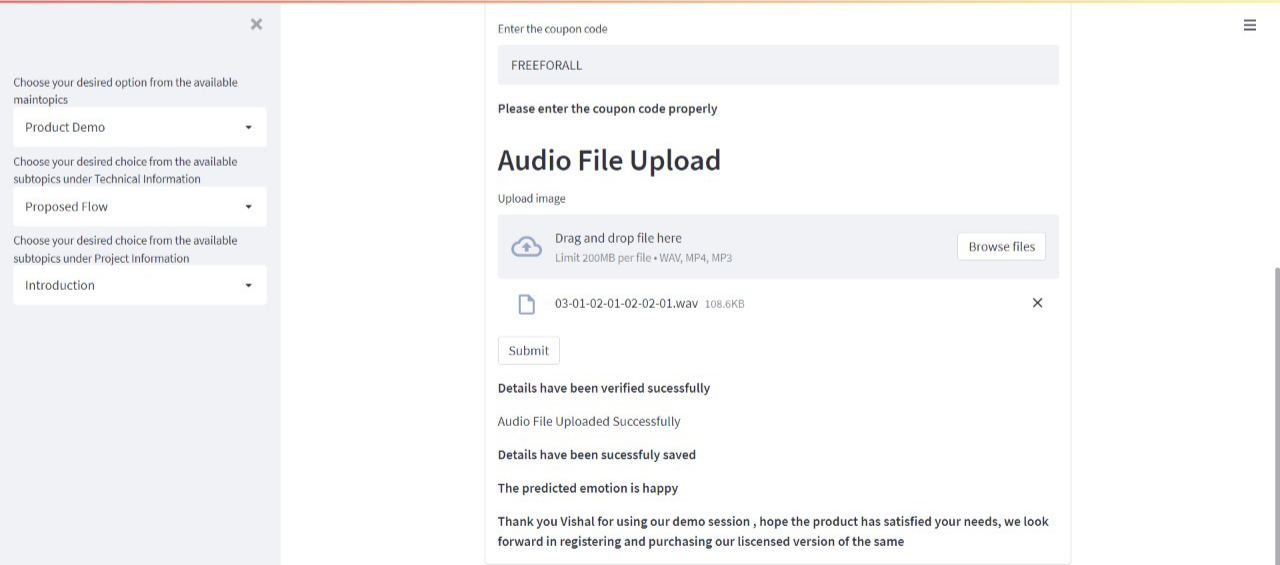 Choose your desired option from the available
maintopics
Product Demo
Choose your desired choice from the available
subtopics under Technical Information
Proposed Flow
Choose your desired choice from the available
subtopics under Project Information
Introduction
Enter the coupon code
FREEFORALL
Please enter the coupon code properly
Audio File Upload
Upload image
Drag and drop file here
Limit 200MB per file • WAV, MP4, MP3
Browse files
03-01-02-01-02-02-01.wav 108.6KB
Submit
Details have been verified sucessfully
Audio File Uploaded Successfully
Details have been sucessfuly saved
The predicted emotion is happy
Thank you Vishal for using our demo session , hope the product has satisfied your needs, we look
forward in registering and purchasing our liscensed version of the same